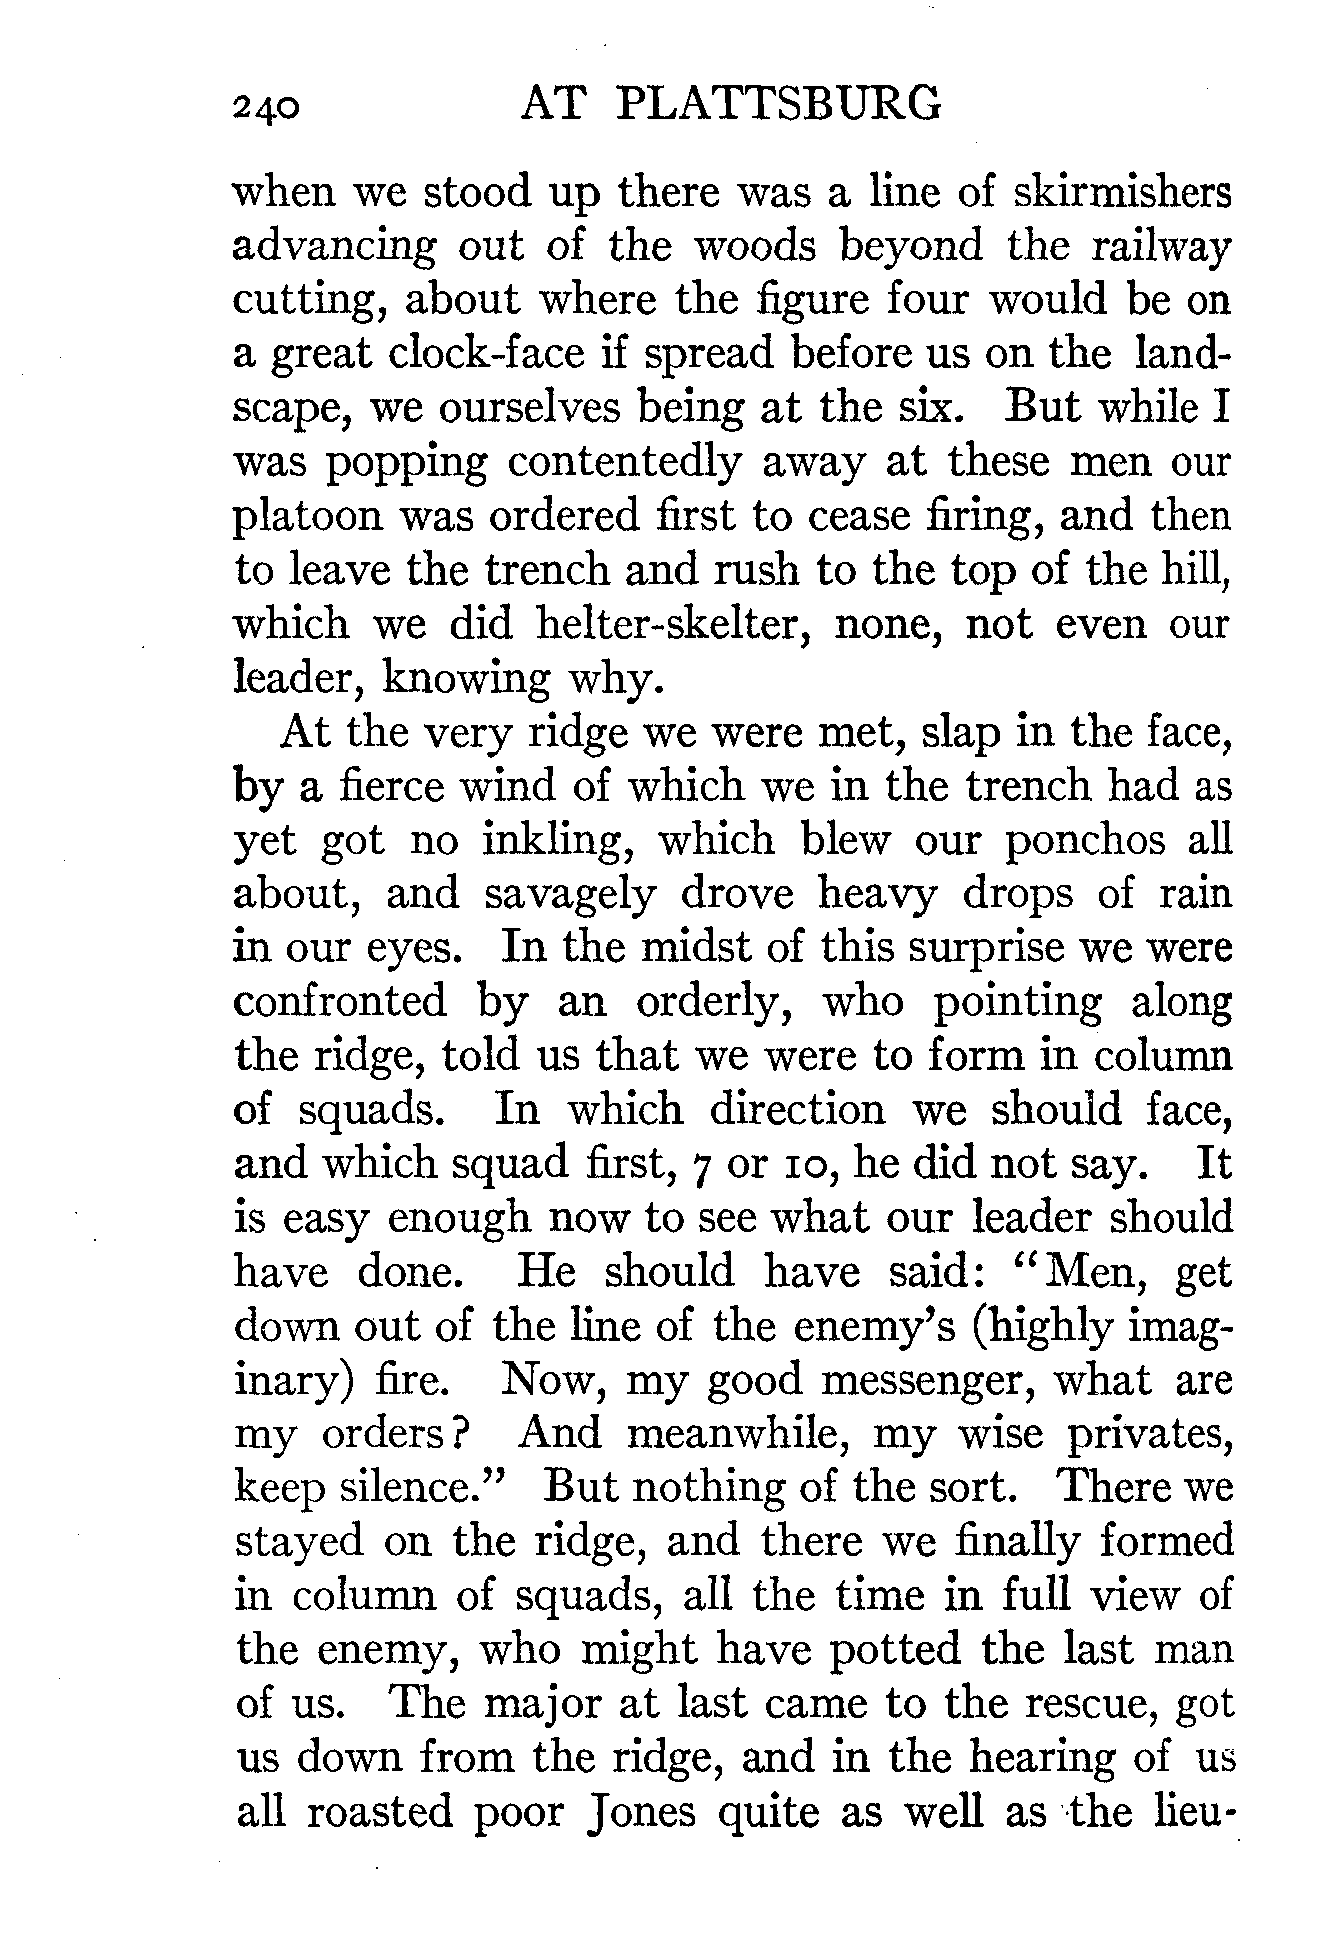 240 AT PLATTSBURG
when we stood up there was a line of skirmishers
advancing out of the woods beyond the railway
cutting, about where the figure four would be on
a great clock-face if spread before us on the land-
scape, we ourselves being at the six. But while I
was popping contentedly away at these men our
platoon was ordered first to cease firing, and then
to leave the trench and rush to the top of the hill,
which we did helter-skelter, none, not even our
leader, knowing why.
At the very ridge we were met, slap in the face,
by a fierce wind of which we in the trench had as
yet got no inkling, which blew our ponchos all
about, and savagely drove heavy drops of rain
in our eyes. In the midst of this surprise we were
confronted by an orderly, who pointing along
the ridge, told us that we were to form in column
of squads. In which direction we should face,
and which squad first, 7 or 10, he did not say. It
is easy enough now to see what our leader should
have done. He should have said: "Men, get
down out of the line of the enemy's (highly imag-
inary) fire. Now, my good messenger, what are
my orders? And meanwhile, my wise privates,
keep silence." But nothing of the sort. There we
stayed on the ridge, and there we finally formed
in column of squads, all the time in full view of
the enemy, who might have potted the last man
of us. The major at last came to the rescue, got
us down from the ridge, and in the hearing of us
all roasted poor Jones quite as well as the lieu-